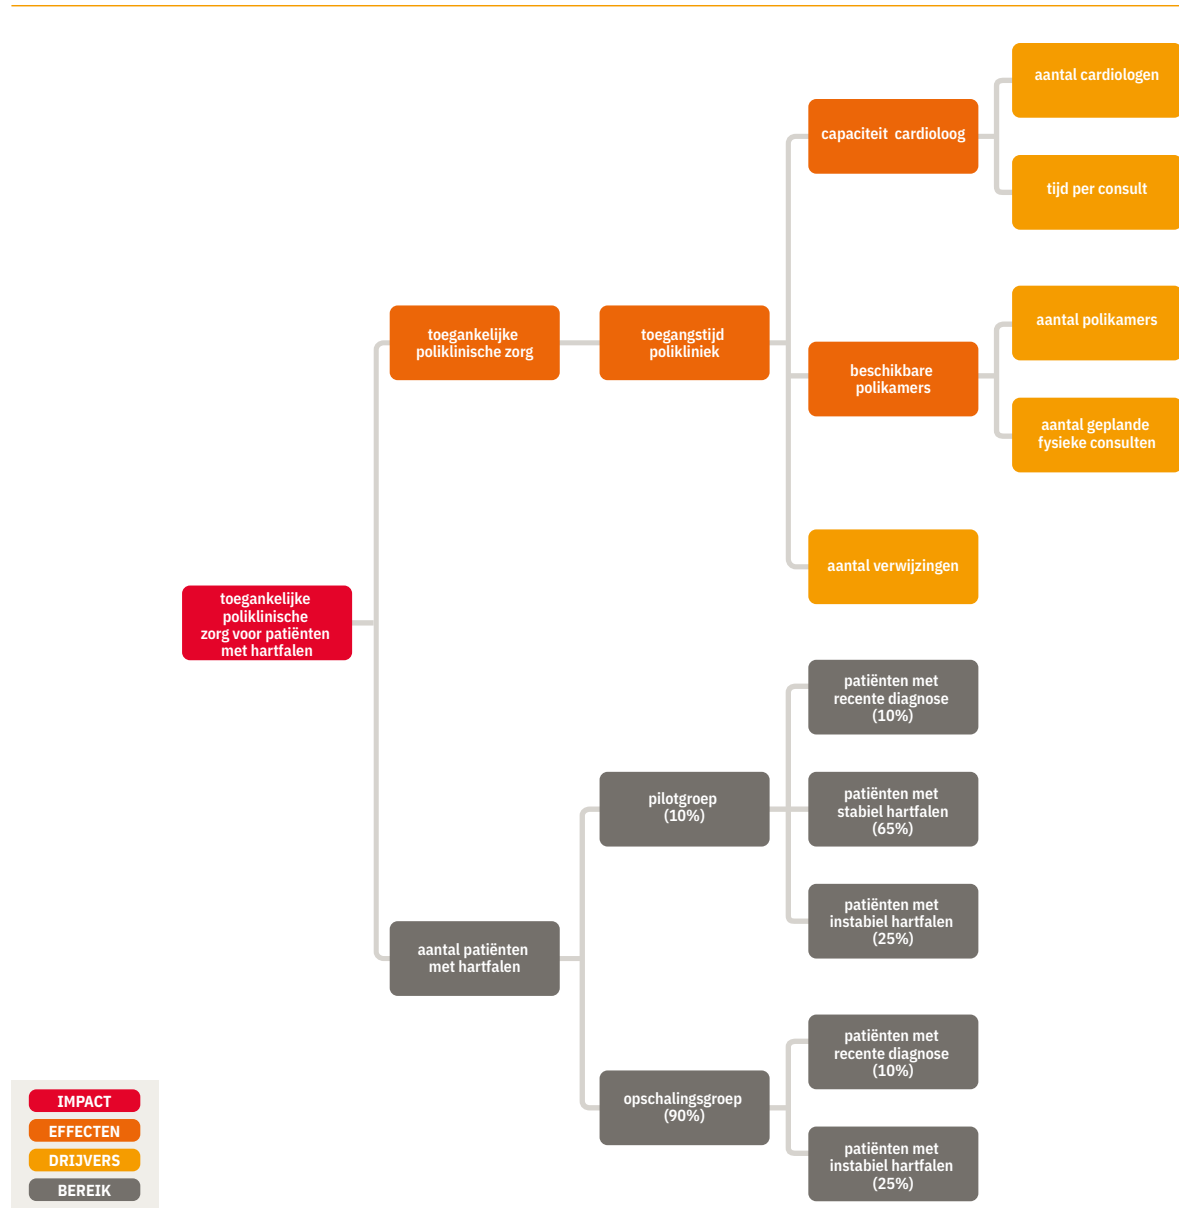 aantal cardiologen
capaciteit cardioloog
tijd per consult
toegankelijke
poliklinische zorg
toegangstijd
polikliniek
aantal polikamers
beschikbare
polikamers
aantal geplande
fysieke consulten
aantal verwijzingen
toegankelijke
poliklinische
zorg voor patiënten
met hartfalen
patiënten met
recente diagnose
(10%)
pilotgroep
(10%)
patiënten met
stabiel hartfalen
(65%)
patiënten met
instabiel hartfalen
(25%)
aantal patiënten
met hartfalen
patiënten met
recente diagnose
(10%)
opschalingsgroep
(90%)
patiënten met
instabiel hartfalen
(25%)
IMPACT
EFFECTEN
DRIJVERS
BEREIK